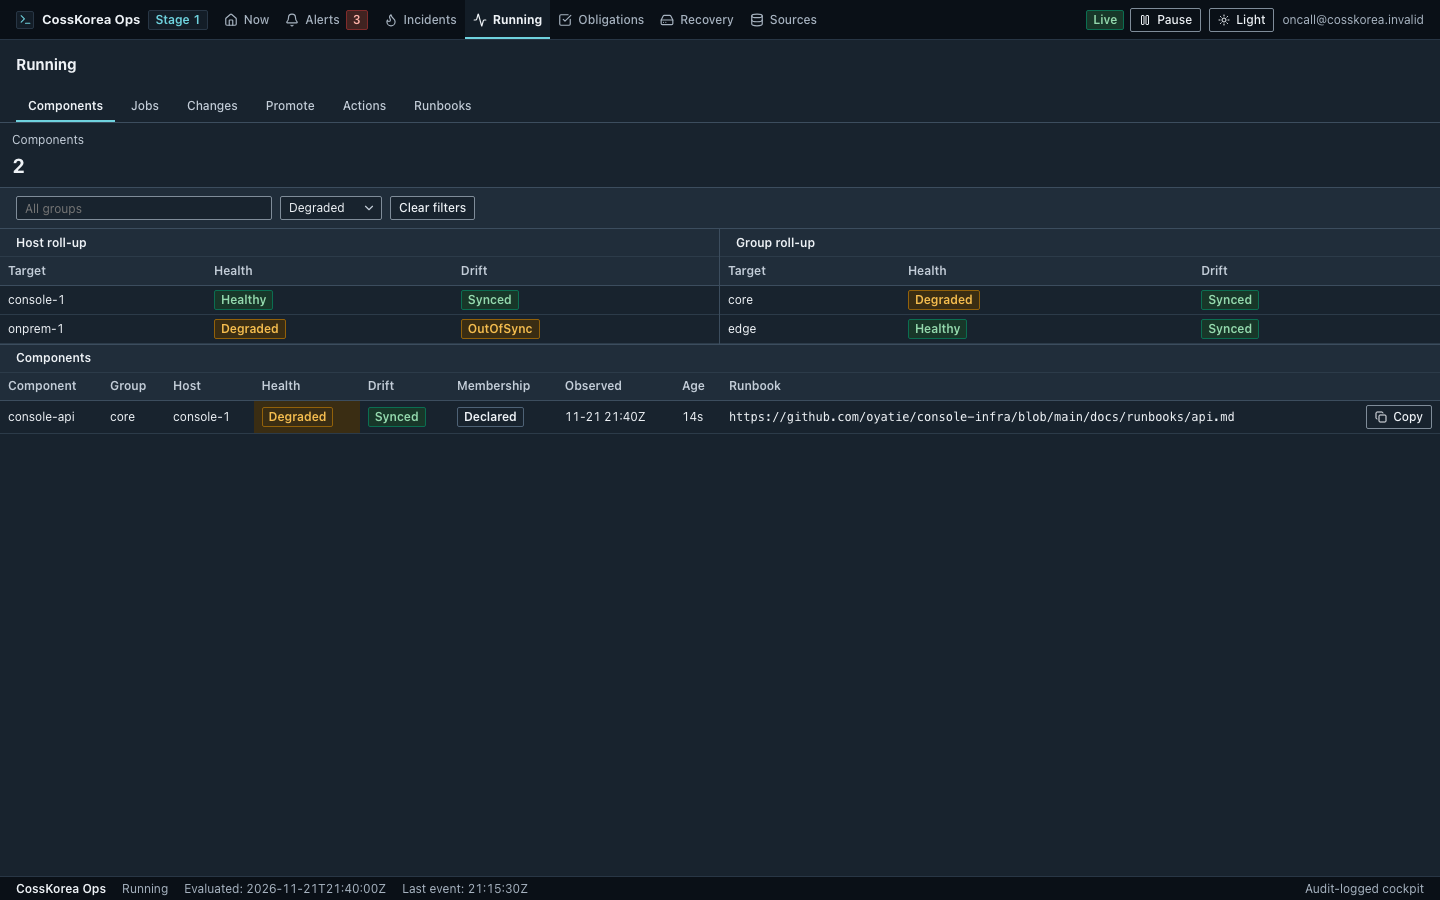 CossKorea Ops Stage 1 Now Alerts 3 Incidents Running Obligations Recovery Sources Live Pause Light oncall@cosskorea.invalid
Running
Components Jobs Changes Promote Actions Runbooks
Components
2
All groups Degraded Clear filters
Host roll-up Group roll-up
Target Health Drift Target Health Drift
console-1 Healthy Synced core Degraded Synced
onprem-1 Degraded OutOfSync edge Healthy Synced
Components
Component Group Host Health Drift Membership Observed Age Runbook
console-api core console-1 Degraded Synced Declared 11-21 21:40Z 14s https://github.com/oyatie/console-infra/blob/main/docs/runbooks/api.md Copy
CossKorea Ops Running Evaluated: 2026-11-21T21:40:00Z Last event: 21:15:30Z Audit-logged cockpit